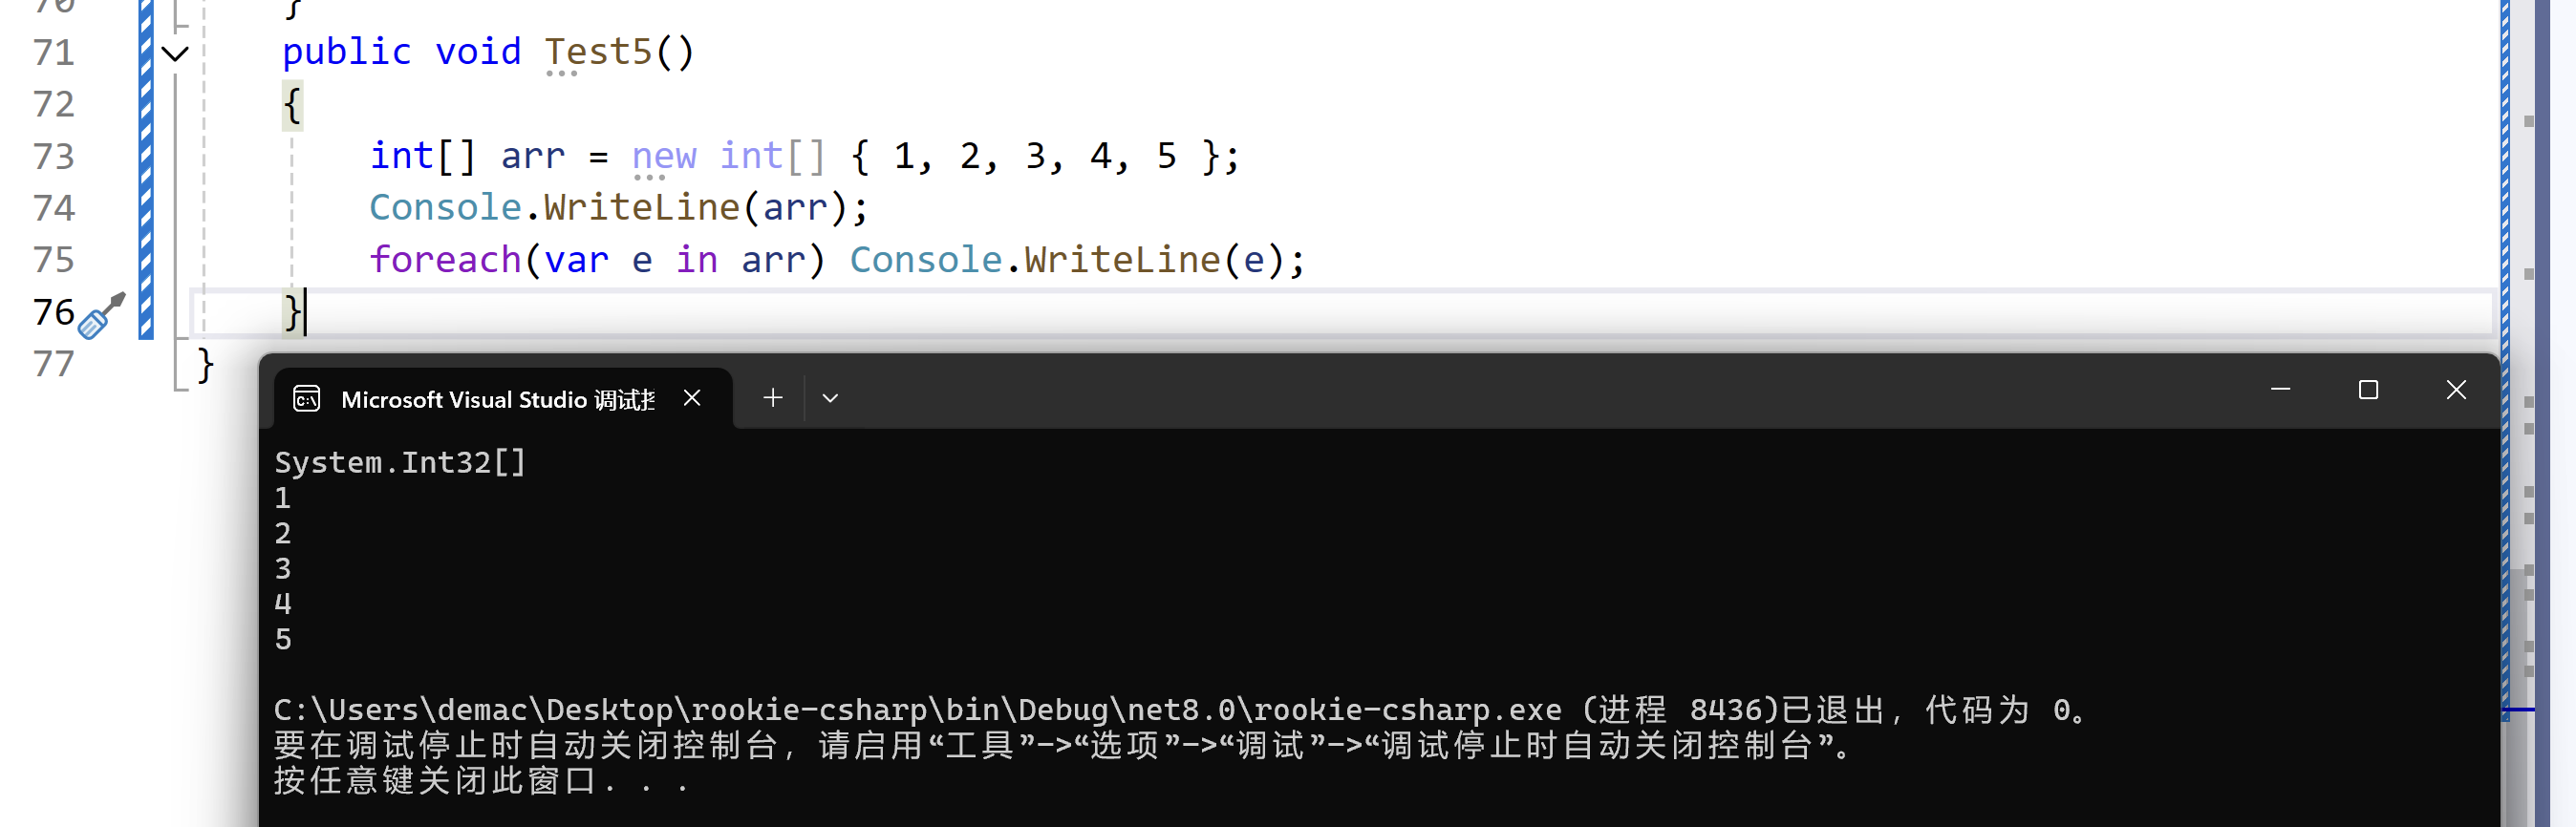 70 }
71 public void Test5()
72 {
73 int[] arr = new int[] { 1, 2, 3, 4, 5 };
74 Console.WriteLine(arr);
75 foreach(var e in arr) Console.WriteLine(e);
76 }
77 }
Microsoft Visual Studio 调试控
System.Int32[]
1
2
3
4
5
C:\Users\demac\Desktop\rookie-csharp\bin\Debug\net8.0\rookie-csharp.exe (进程 8436)已退出，代码为 0。
要在调试停止时自动关闭控制台，请启用“工具”->“选项”->“调试”->“调试停止时自动关闭控制台”。
按任意键关闭此窗口. . .